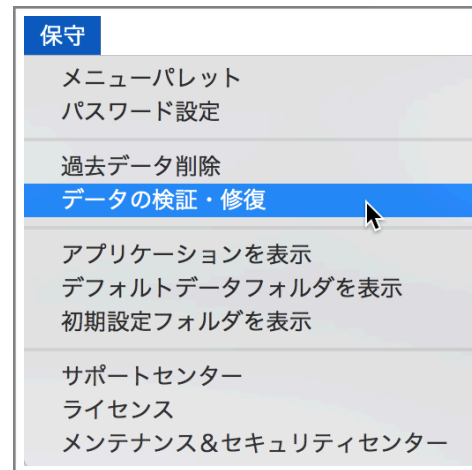 保守
メニューパレット
パスワード設定
過去データ削除
データの検証・修復
アプリケーションを表示
デフォルトデータフォルダを表示
初期設定フォルダを表示
サポートセンター
ライセンス
メンテナンス＆セキュリティセンター